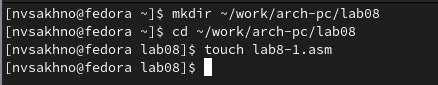 [nvsakhno@fedora ~]$ mkdir ~/work/arch-pc/lab08
[nvsakhno@fedora ~]$ cd ~/work/arch-pc/lab08
[nvsakhno@fedora lab08]$ touch lab8-1.asm
[nvsakhno@fedora lab08]$